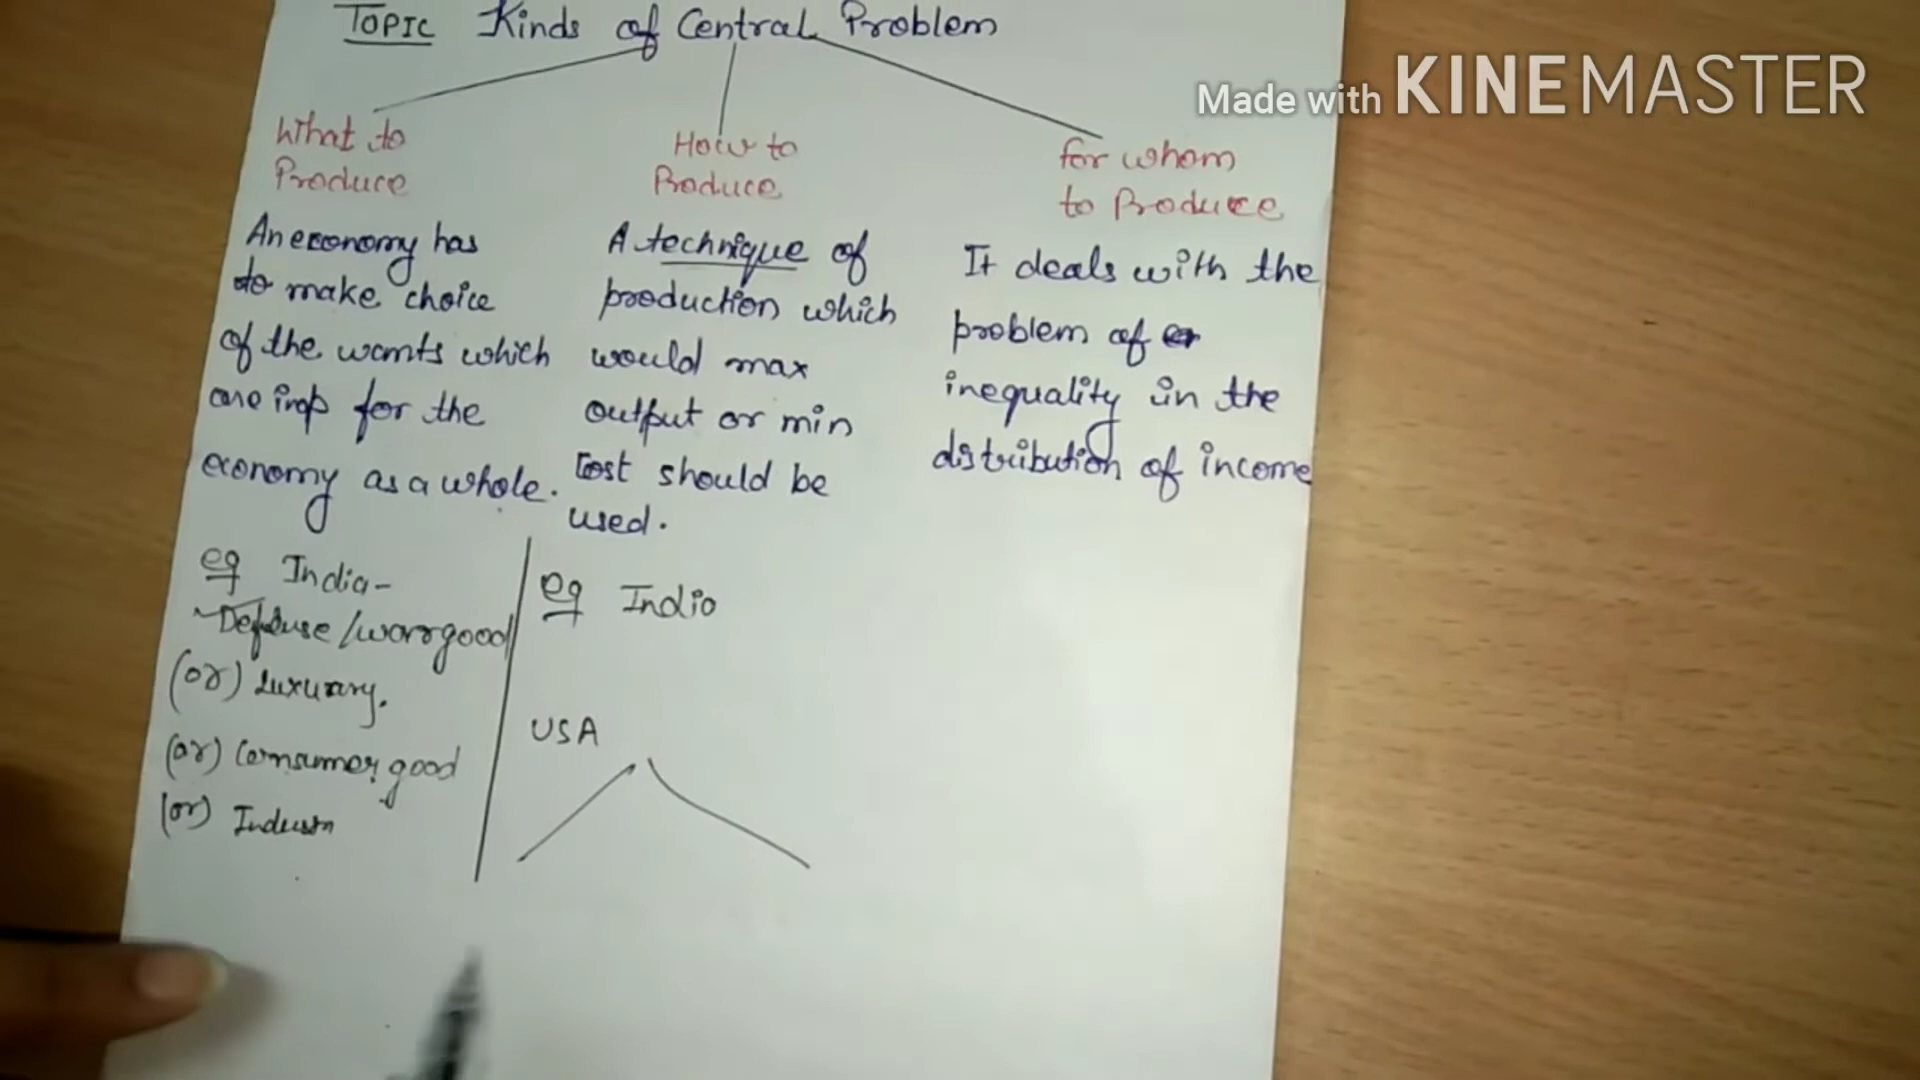 TOPIC Kinds of Central Problem
Made with KINEMASTER
What to
Produce
An economy has
to make choice
of the wants which
are imp for the
economy as a whole.
eg India-
Defense/war good
(or) Luxurary.
(or) Consumer good
(or)
How to
Produce
A technique of
production which
would max
output or min
cost should be
used.
eg India
USA
for whom
to Produce
It deals with the
problem of
inequality in the
distribution of income